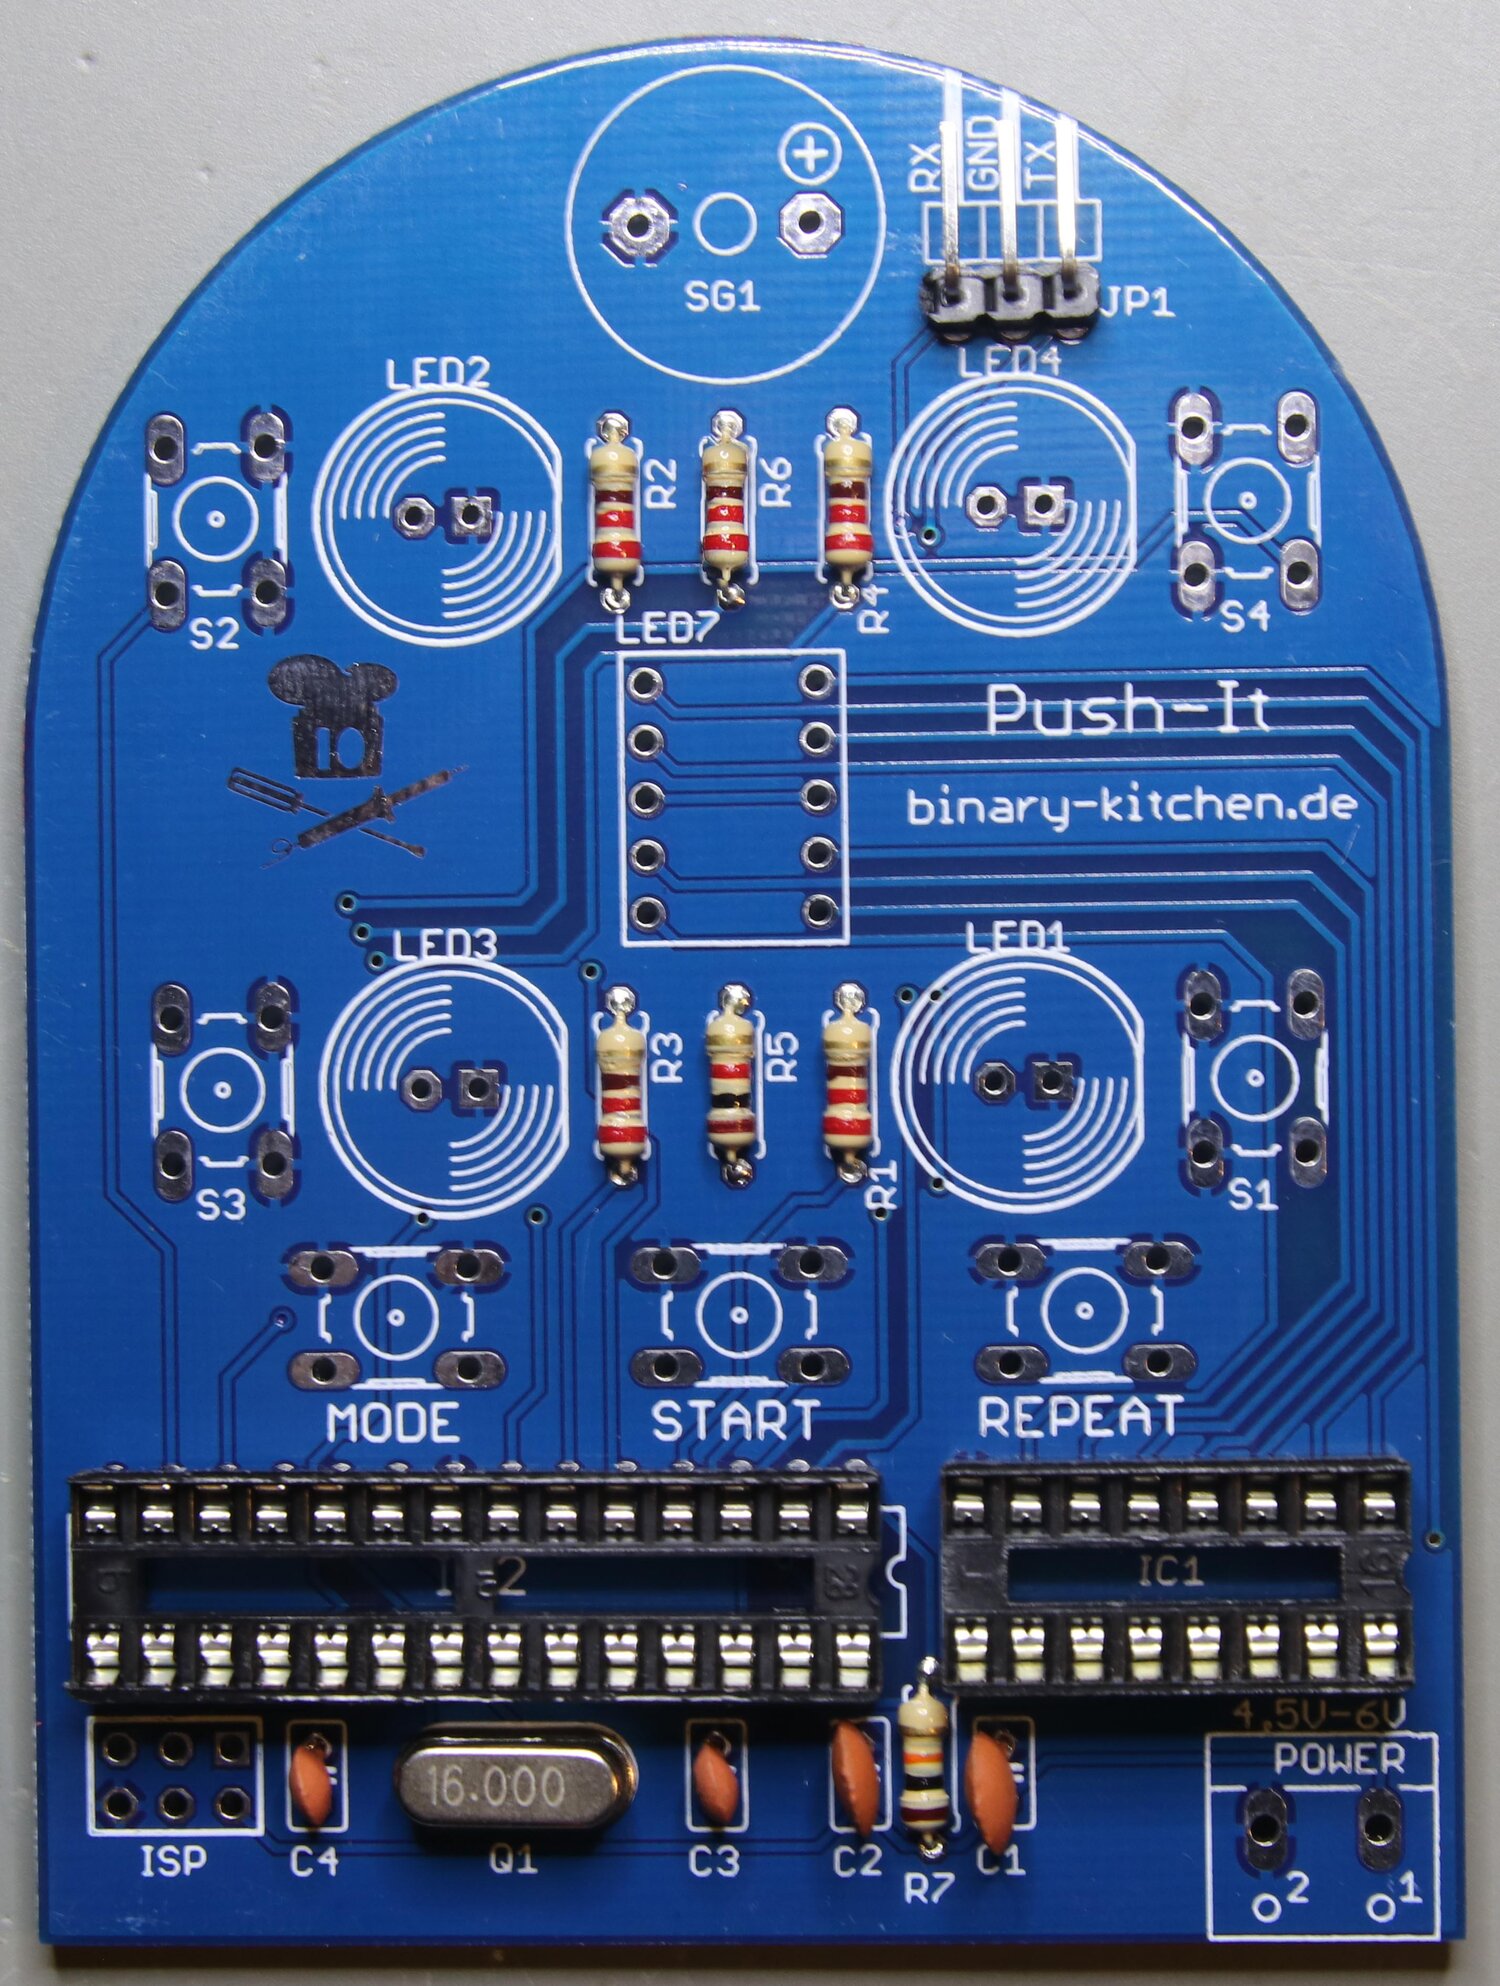 RX
GND
TX
SG1
JP1
LED2
LED4
R2
R6
R4
S2
S4
LED7
Push-It
binary-kitchen.de
LED3
LED1
R3
R5
R1
S3
S1
MODE
START
REPEAT
IC1
16
4,5V-6V
POWER
16.000
ISP
C4
Q1
C3
C2
R7
C1
2
1